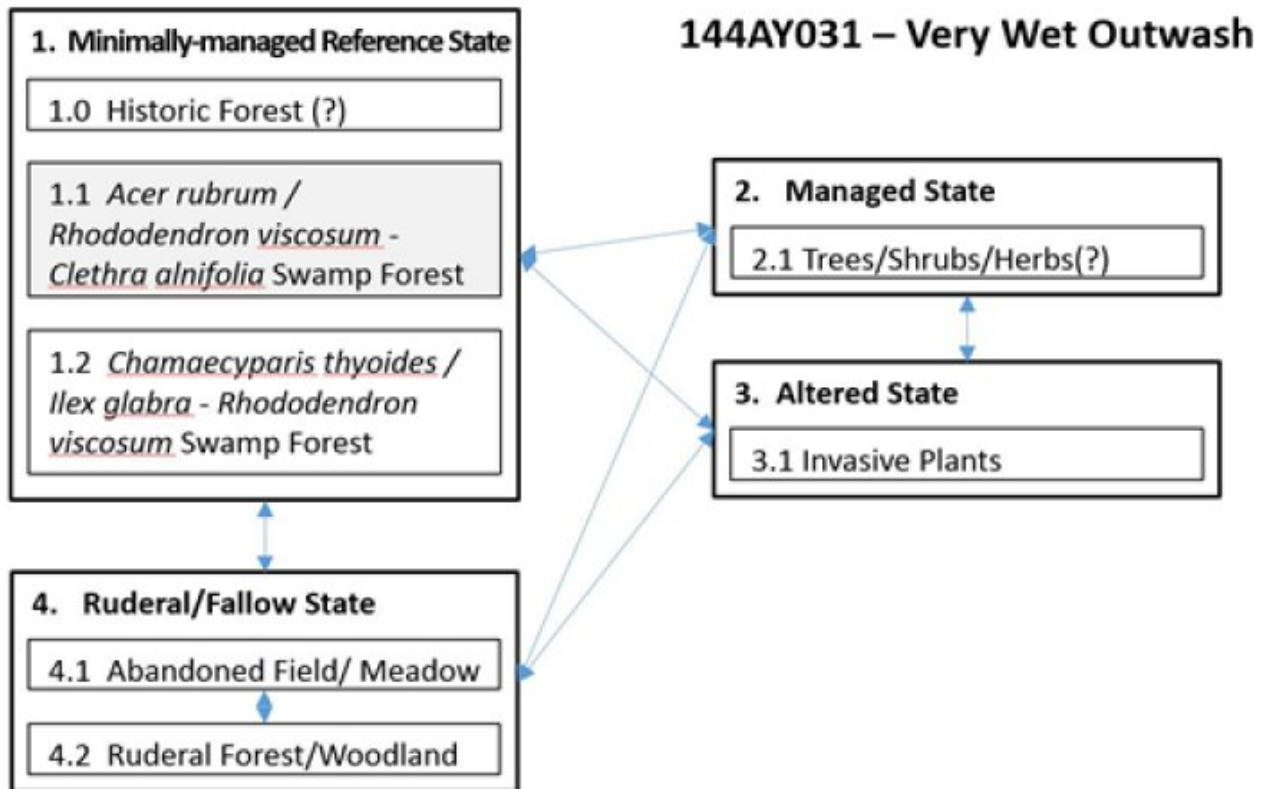 144AY031 – Very Wet Outwash
1. Minimally-managed Reference State
1.0 Historic Forest (?)
1.1 Acer rubrum /
Rhododendron viscosum -
Clethra alnifolia Swamp Forest
1.2 Chamaecyparis thyoides /
Ilex glabra - Rhododendron
viscosum Swamp Forest
2. Managed State
2.1 Trees/Shrubs/Herbs(?)
3. Altered State
3.1 Invasive Plants
4. Ruderal/Fallow State
4.1 Abandoned Field/ Meadow
4.2 Ruderal Forest/Woodland